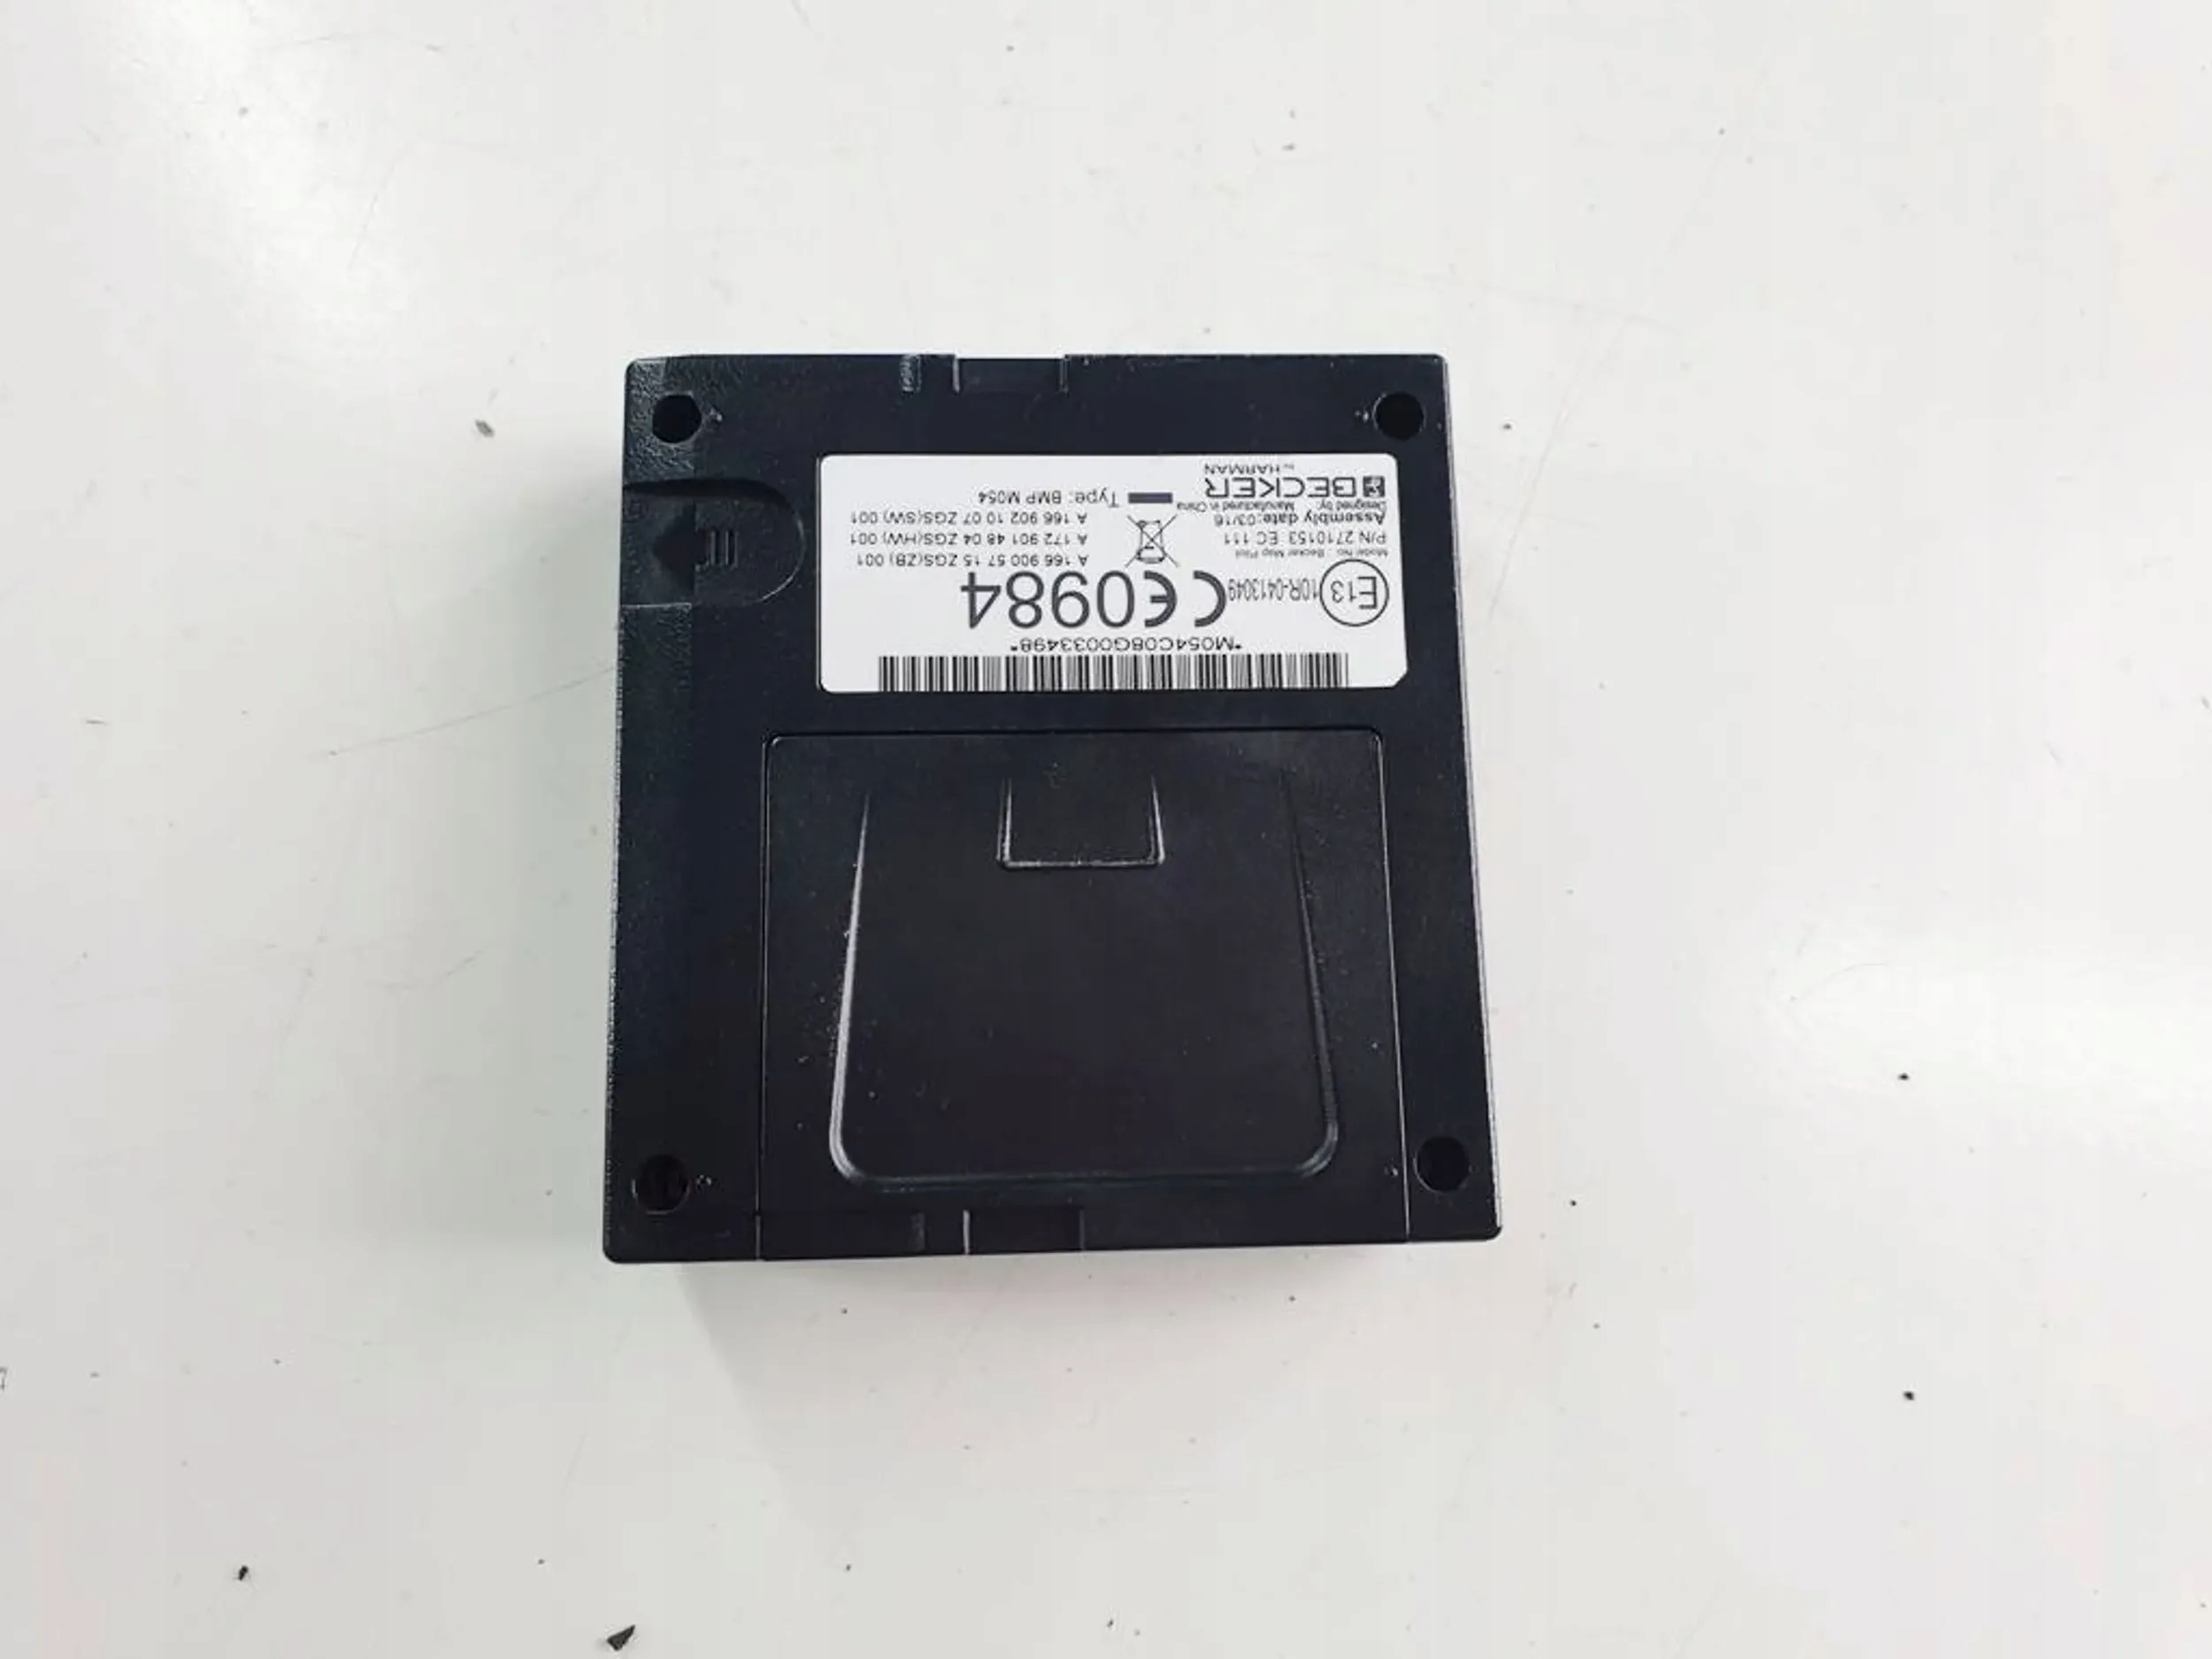 BECKER
by HARMAN
Designed by: Manufactured in China
Assembly date:03/16
P/N 2710153 EC 111
Model no.: Becker Map Pilot
E13 10R-0413049
Type: BMP M054
A 166 902 10 07 ZGS(SW) 001
A 172 901 48 04 ZGS(HW) 001
A 166 900 57 15 ZGS(ZB) 001
CE0984
*M054C08G0033498*